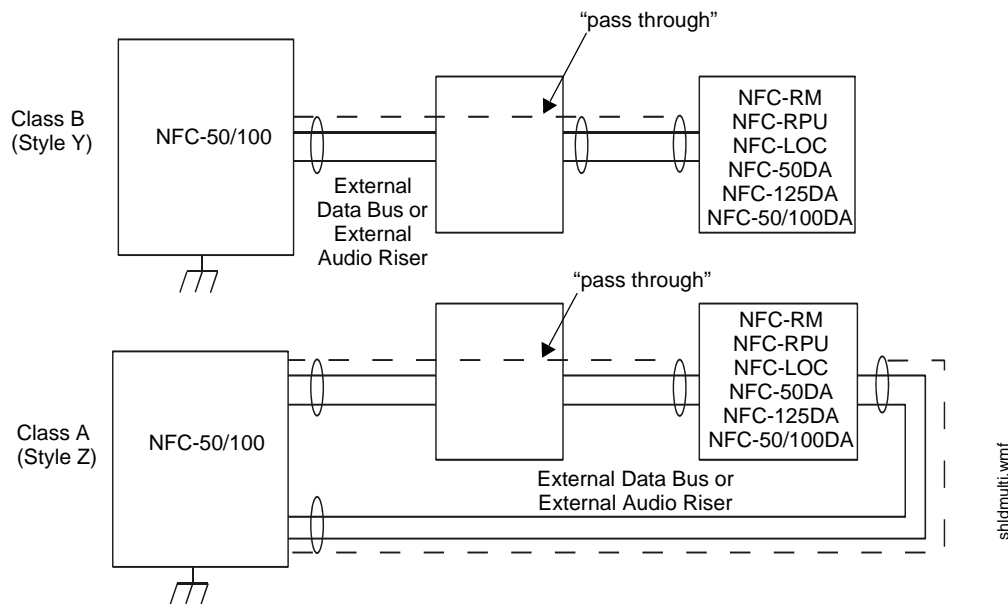 “pass through”
Class B
(Style Y)
NFC-50/100
External
Data Bus or
External
Audio Riser
NFC-RM
NFC-RPU
NFC-LOC
NFC-50DA
NFC-125DA
NFC-50/100DA
“pass through”
Class A
(Style Z)
NFC-50/100
NFC-RM
NFC-RPU
NFC-LOC
NFC-50DA
NFC-125DA
NFC-50/100DA
External Data Bus or
External Audio Riser
shldmulti.wmf